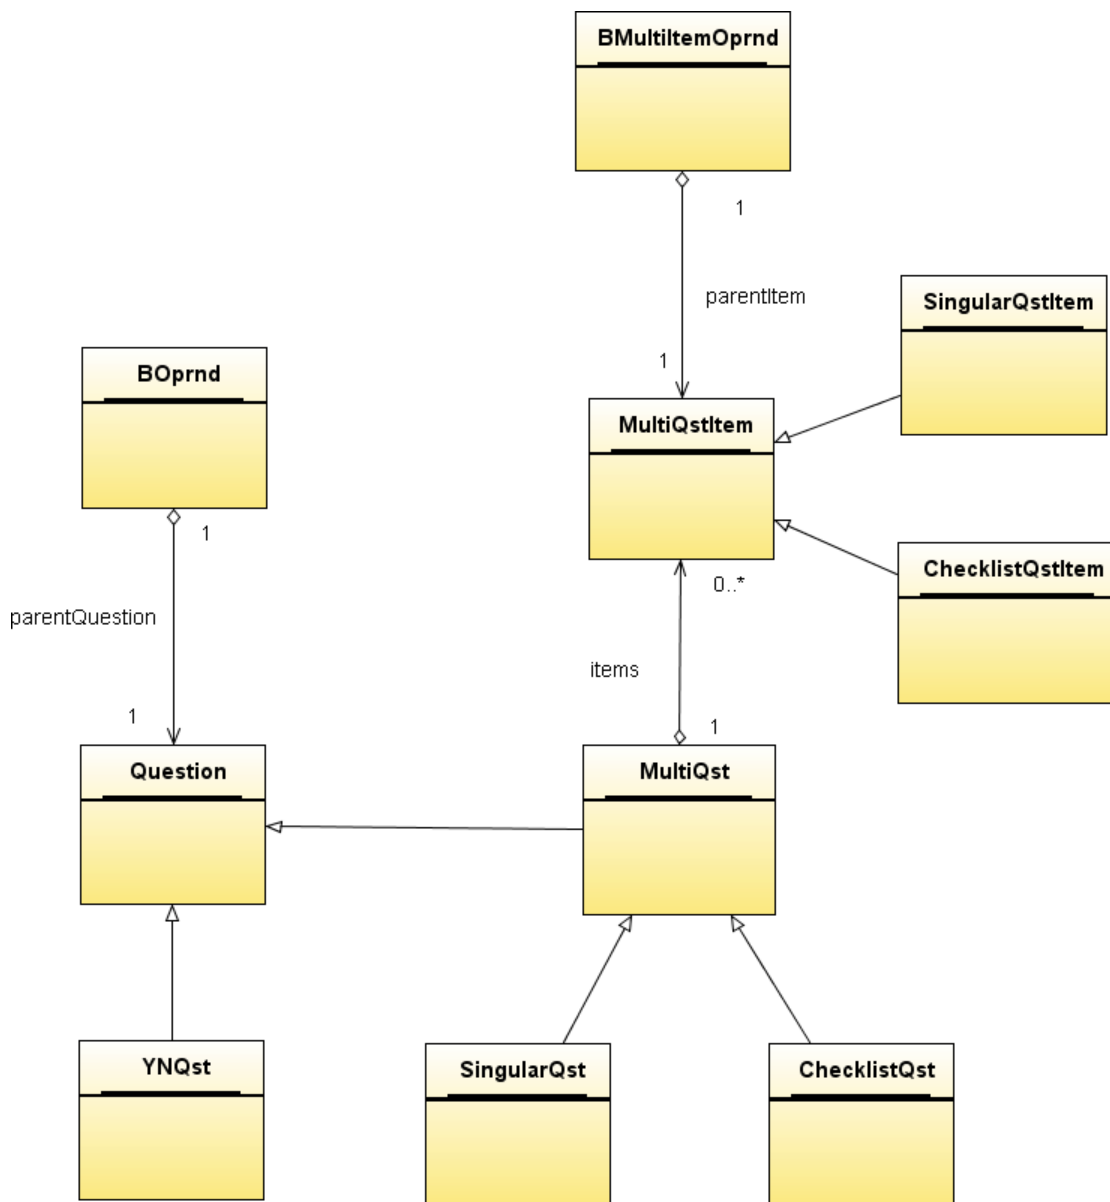 BMultiItemOprnd
1
parentItem
SingularQstItem
BOprnd
1
MultiQstItem
1
ChecklistQstItem
0..*
parentQuestion
items
1
1
Question
MultiQst
YNQst
SingularQst
ChecklistQst